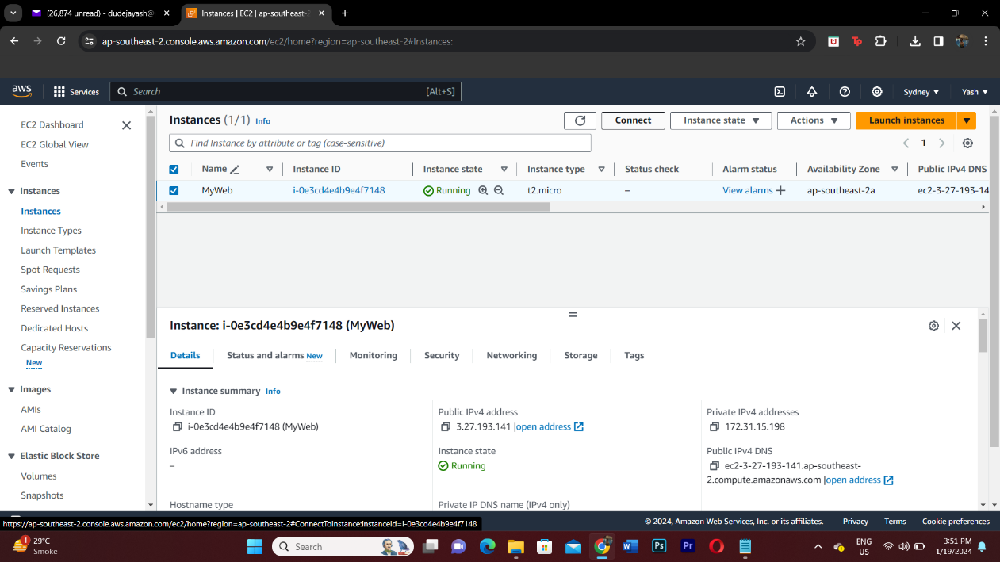 (26,874 unread) - dudejayash@
Instances | EC2 | ap-southeast-2
ap-southeast-2.console.aws.amazon.com/ec2/home?region=ap-southeast-2#Instances:
aws
Services
Search
[Alt+S]
Sydney
Yash
EC2 Dashboard
EC2 Global View
Events
Instances
Instances
Instance Types
Launch Templates
Spot Requests
Savings Plans
Reserved Instances
Dedicated Hosts
Capacity Reservations
New
Images
AMIs
AMI Catalog
Elastic Block Store
Volumes
Snapshots
Instances (1/1) Info
Connect
Instance state
Actions
Launch instances
Find Instance by attribute or tag (case-sensitive)
1
Name Instance ID Instance state Instance type Status check Alarm status Availability Zone Public IPv4 DNS
MyWeb i-0e3cd4e4b9e4f7148 Running t2.micro – View alarms + ap-southeast-2a ec2-3-27-193-14
Instance: i-0e3cd4e4b9e4f7148 (MyWeb)
Details Status and alarms New Monitoring Security Networking Storage Tags
Instance summary Info
Instance ID
i-0e3cd4e4b9e4f7148 (MyWeb)
Public IPv4 address
3.27.193.141 |open address
Private IPv4 addresses
172.31.15.198
IPv6 address
–
Instance state
Running
Public IPv4 DNS
ec2-3-27-193-141.ap-southeast-
2.compute.amazonaws.com |open address
Hostname type
Private IP DNS name (IPv4 only)
https://ap-southeast-2.console.aws.amazon.com/ec2/home?region=ap-southeast-2#ConnectToInstance:instanceId=i-0e3cd4e4b9e4f7148
© 2024, Amazon Web Services, Inc. or its affiliates.
Privacy
Terms
Cookie preferences
1
29°C
Smoke
Search
Ps
Pr
ENG
US
3:51 PM
1/19/2024